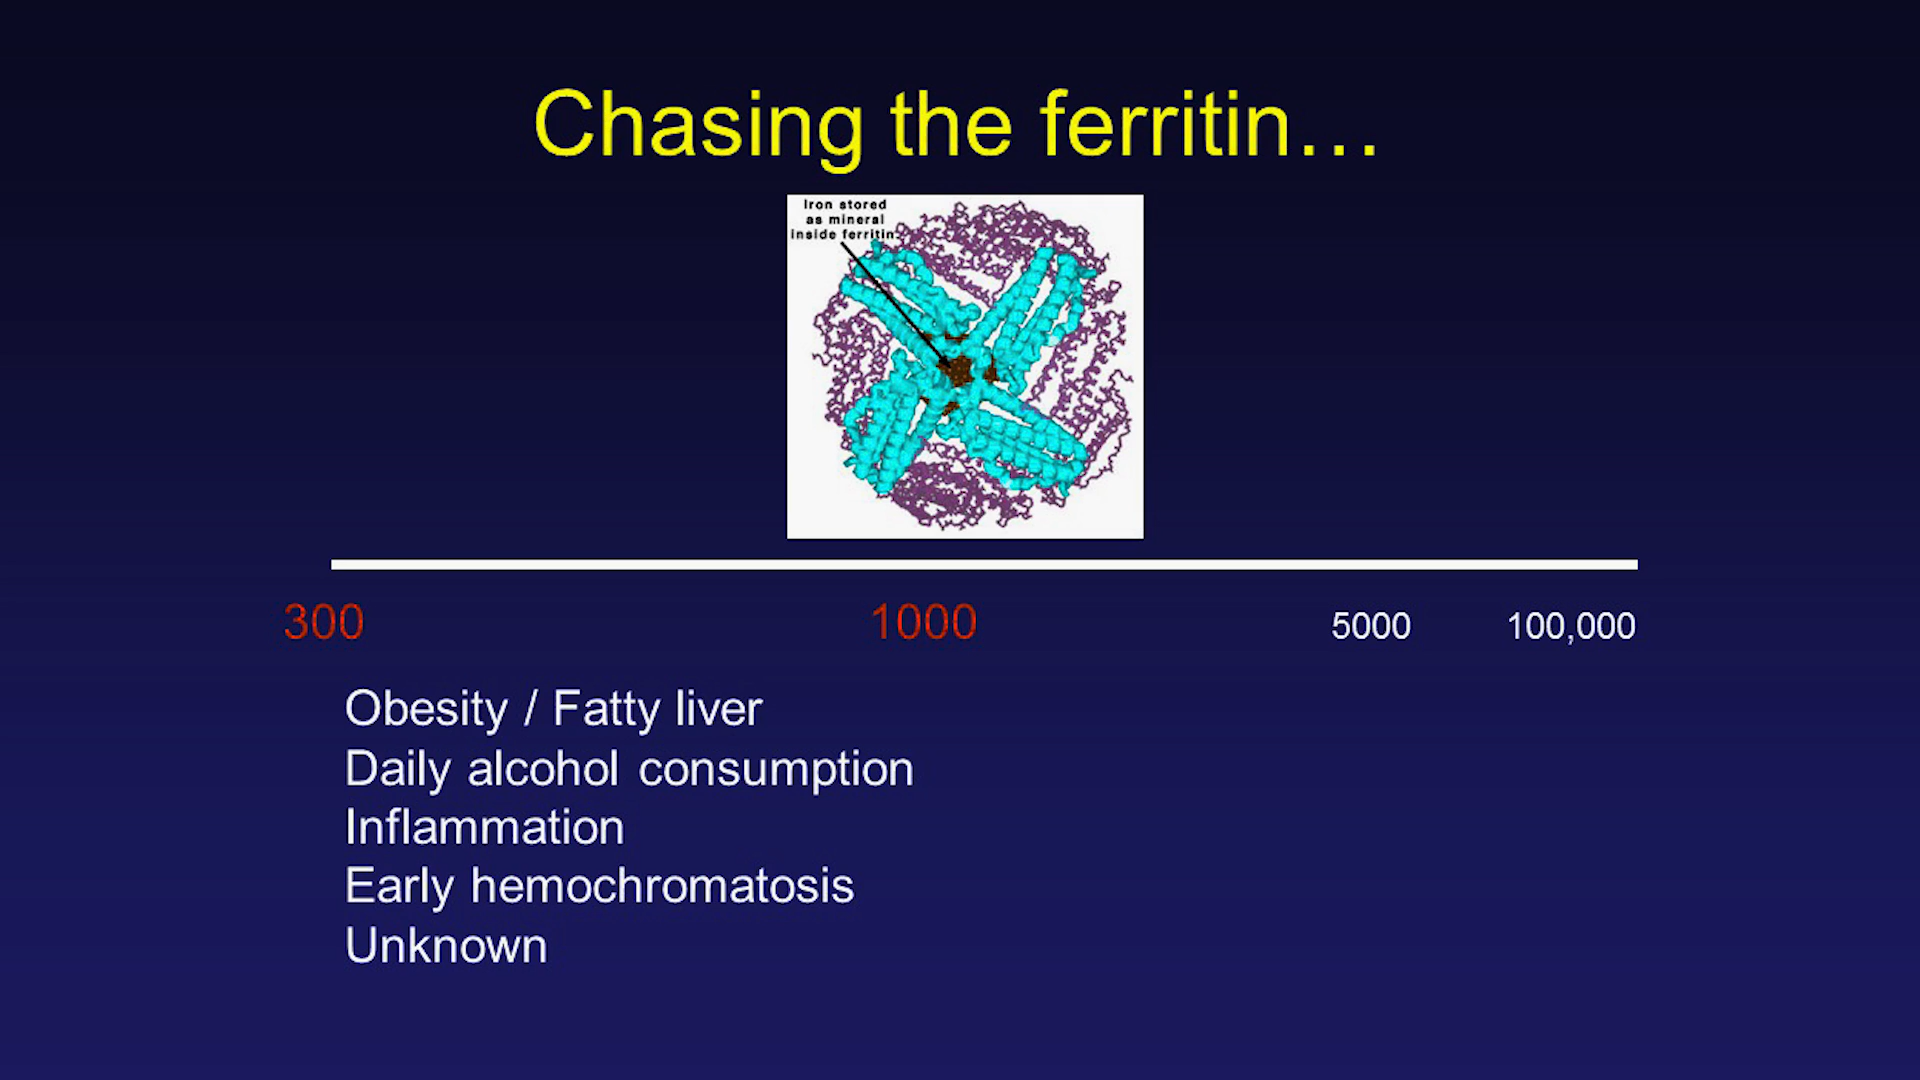 Chasing the ferritin…
Iron stored
as mineral
inside ferritin
300 1000 5000 100,000
Obesity / Fatty liver
Daily alcohol consumption
Inflammation
Early hemochromatosis
Unknown